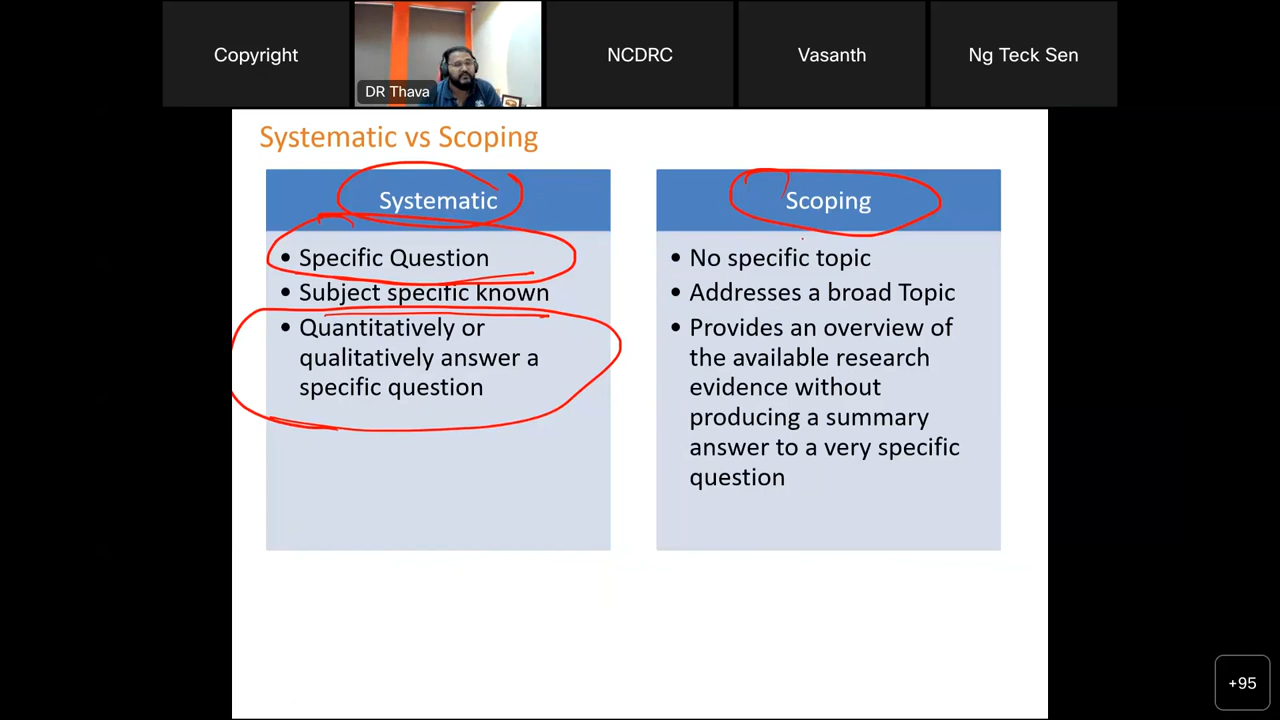 Copyright
DR Thava
NCDRC
Vasanth
Ng Teck Sen
Systematic vs Scoping
Systematic
• Specific Question
• Subject specific known
• Quantitatively or
qualitatively answer a
specific question
Scoping
• No specific topic
• Addresses a broad Topic
• Provides an overview of
the available research
evidence without
producing a summary
answer to a very specific
question
+95